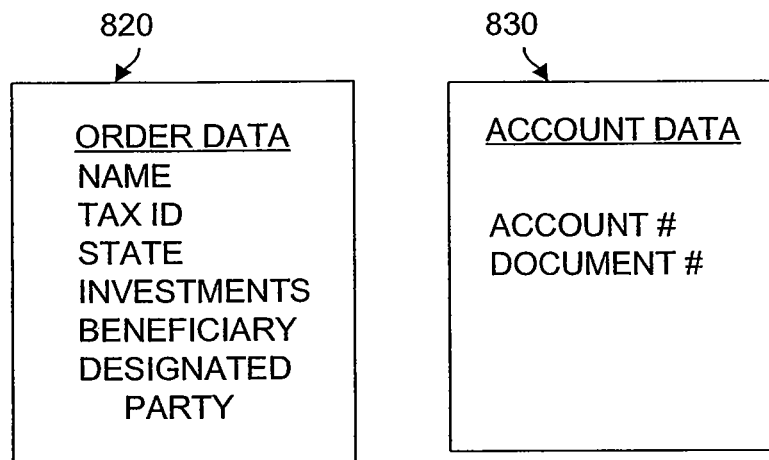 820
ORDER DATA
NAME
TAX ID
STATE
INVESTMENTS
BENEFICIARY
DESIGNATED
PARTY
830
ACCOUNT DATA
ACCOUNT #
DOCUMENT #